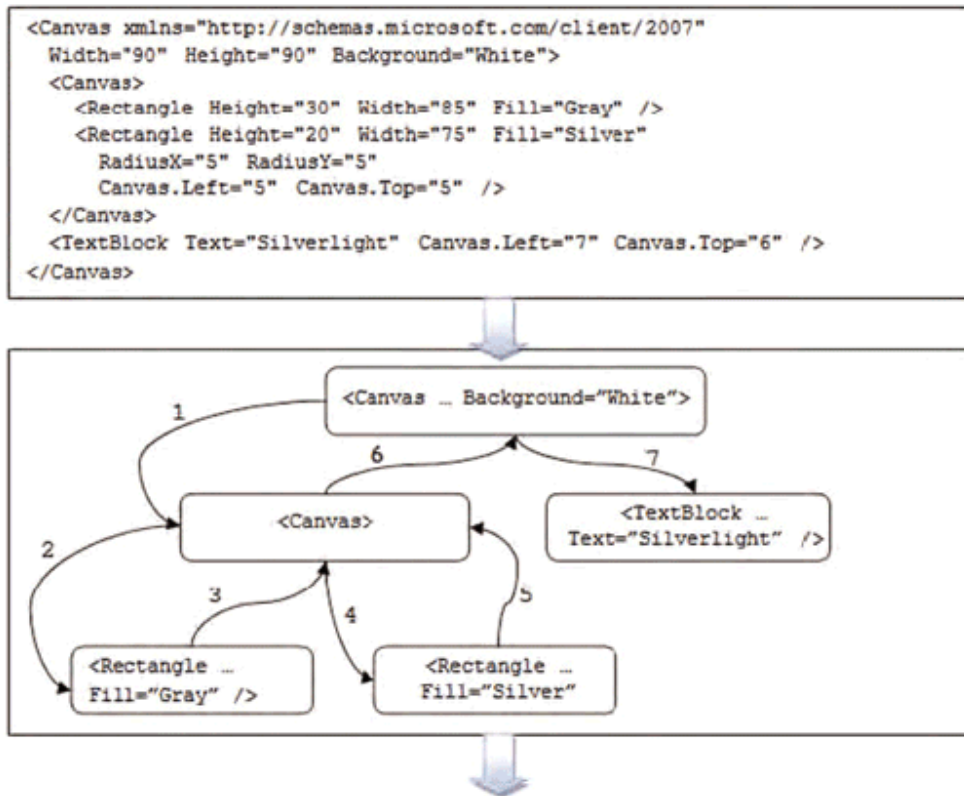 <Canvas xmlns="http://schemas.microsoft.com/client/2007"
Width="90" Height="90" Background="White">
<Canvas>
<Rectangle Height="30" Width="85" Fill="Gray" />
<Rectangle Height="20" Width="75" Fill="Silver"
RadiusX="5" RadiusY="5"
Canvas.Left="5" Canvas.Top="5" />
</Canvas>
<TextBlock Text="Silverlight" Canvas.Left="7" Canvas.Top="6" />
</Canvas>
<Canvas … Background=”White”>
1
6
7
<Canvas>
<TextBlock …
Text=”Silverlight” />
2
3
4
5
<Rectangle …
Fill=”Gray” />
<Rectangle …
Fill=”Silver”